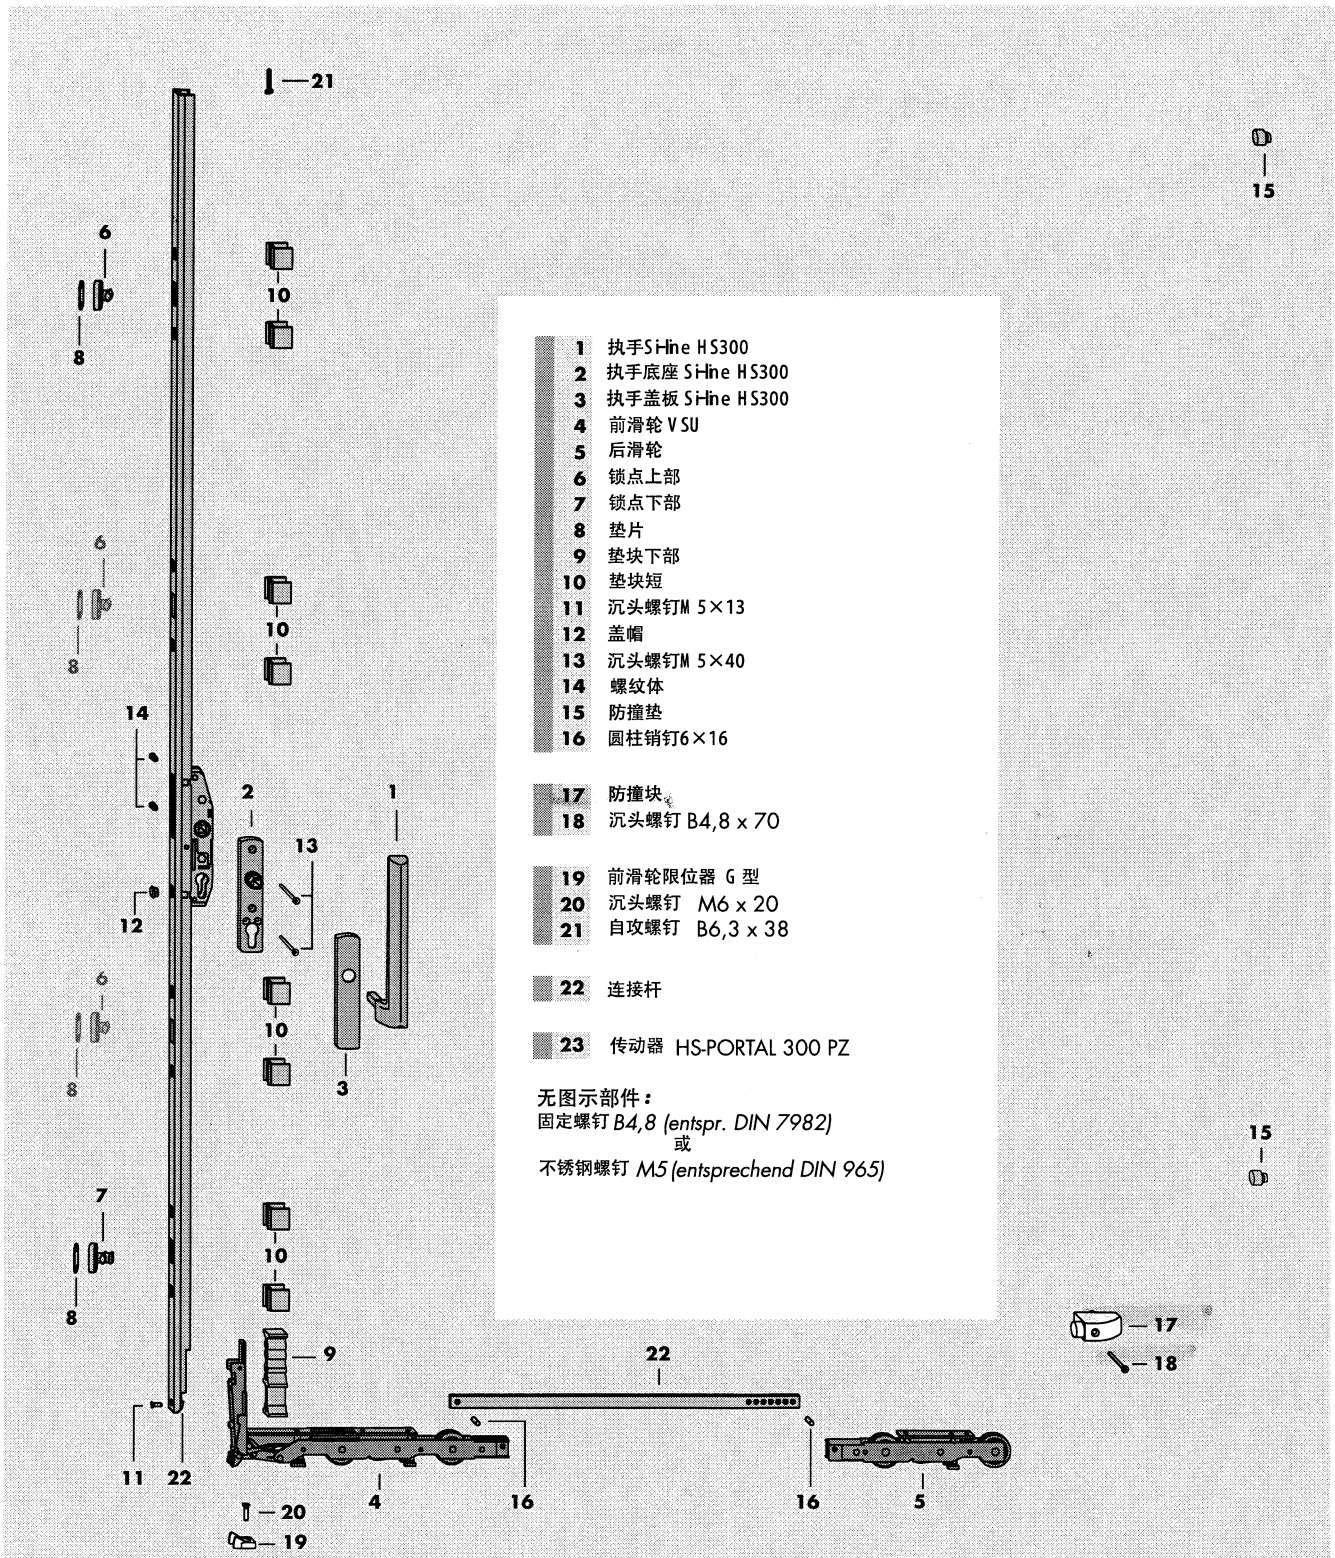 21
15
6
10
8
1 执手Si-line HS300
2 执手底座 Si-line HS300
3 执手盖板 Si-line HS300
4 前滑轮 VSU
5 后滑轮
6 锁点上部
7 锁点下部
8 垫片
9 垫块下部
10 垫块短
11 沉头螺钉M 5×13
12 盖帽
13 沉头螺钉M 5×40
14 螺纹体
15 防撞垫
16 圆柱销钉6×16
17 防撞块
18 沉头螺钉 B4,8 x 70
19 前滑轮限位器 G 型
20 沉头螺钉 M6 x 20
21 自攻螺钉 B6,3 x 38
22 连接杆
23 传动器 HS-PORTAL 300 PZ
无图示部件：
固定螺钉 B4,8 (entspr. DIN 7982)
或
不锈钢螺钉 M5 (entsprechend DIN 965)
6
10
8
14
2
1
13
12
6
10
8
3
15
7
10
8
17
9
22
18
11
22
4
16
16
5
20
19